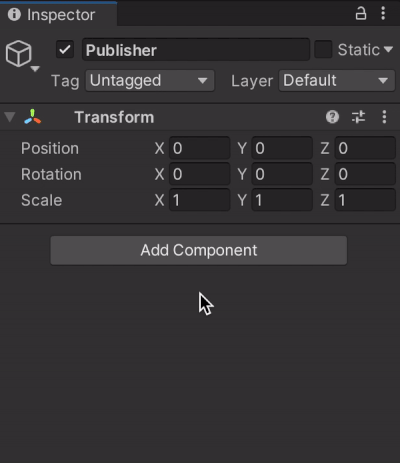 Inspector
Publisher Static
Tag Untagged Layer Default
Transform
Position X 0 Y 0 Z 0
Rotation X 0 Y 0 Z 0
Scale X 1 Y 1 Z 1
Add Component